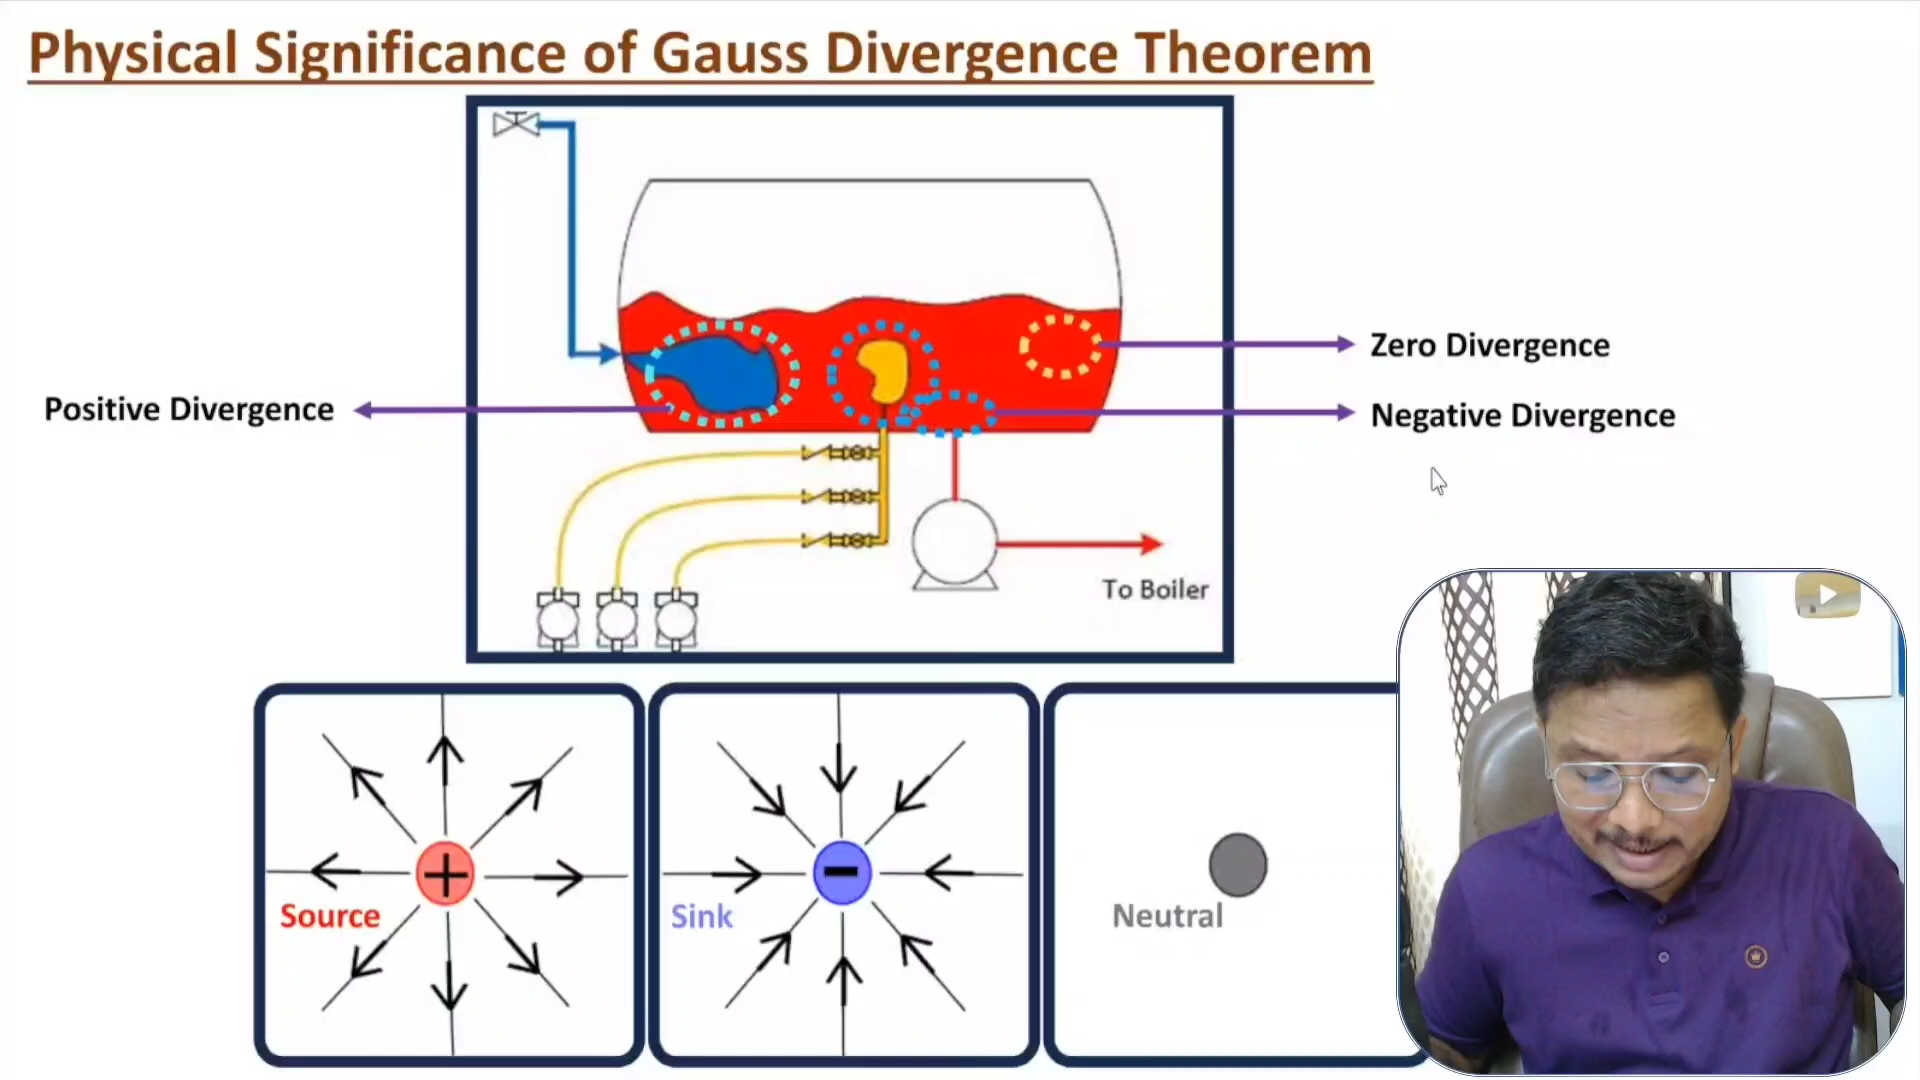 Physical Significance of Gauss Divergence Theorem
Zero Divergence
Positive Divergence
Negative Divergence
To Boiler
Source
Sink
Neutral